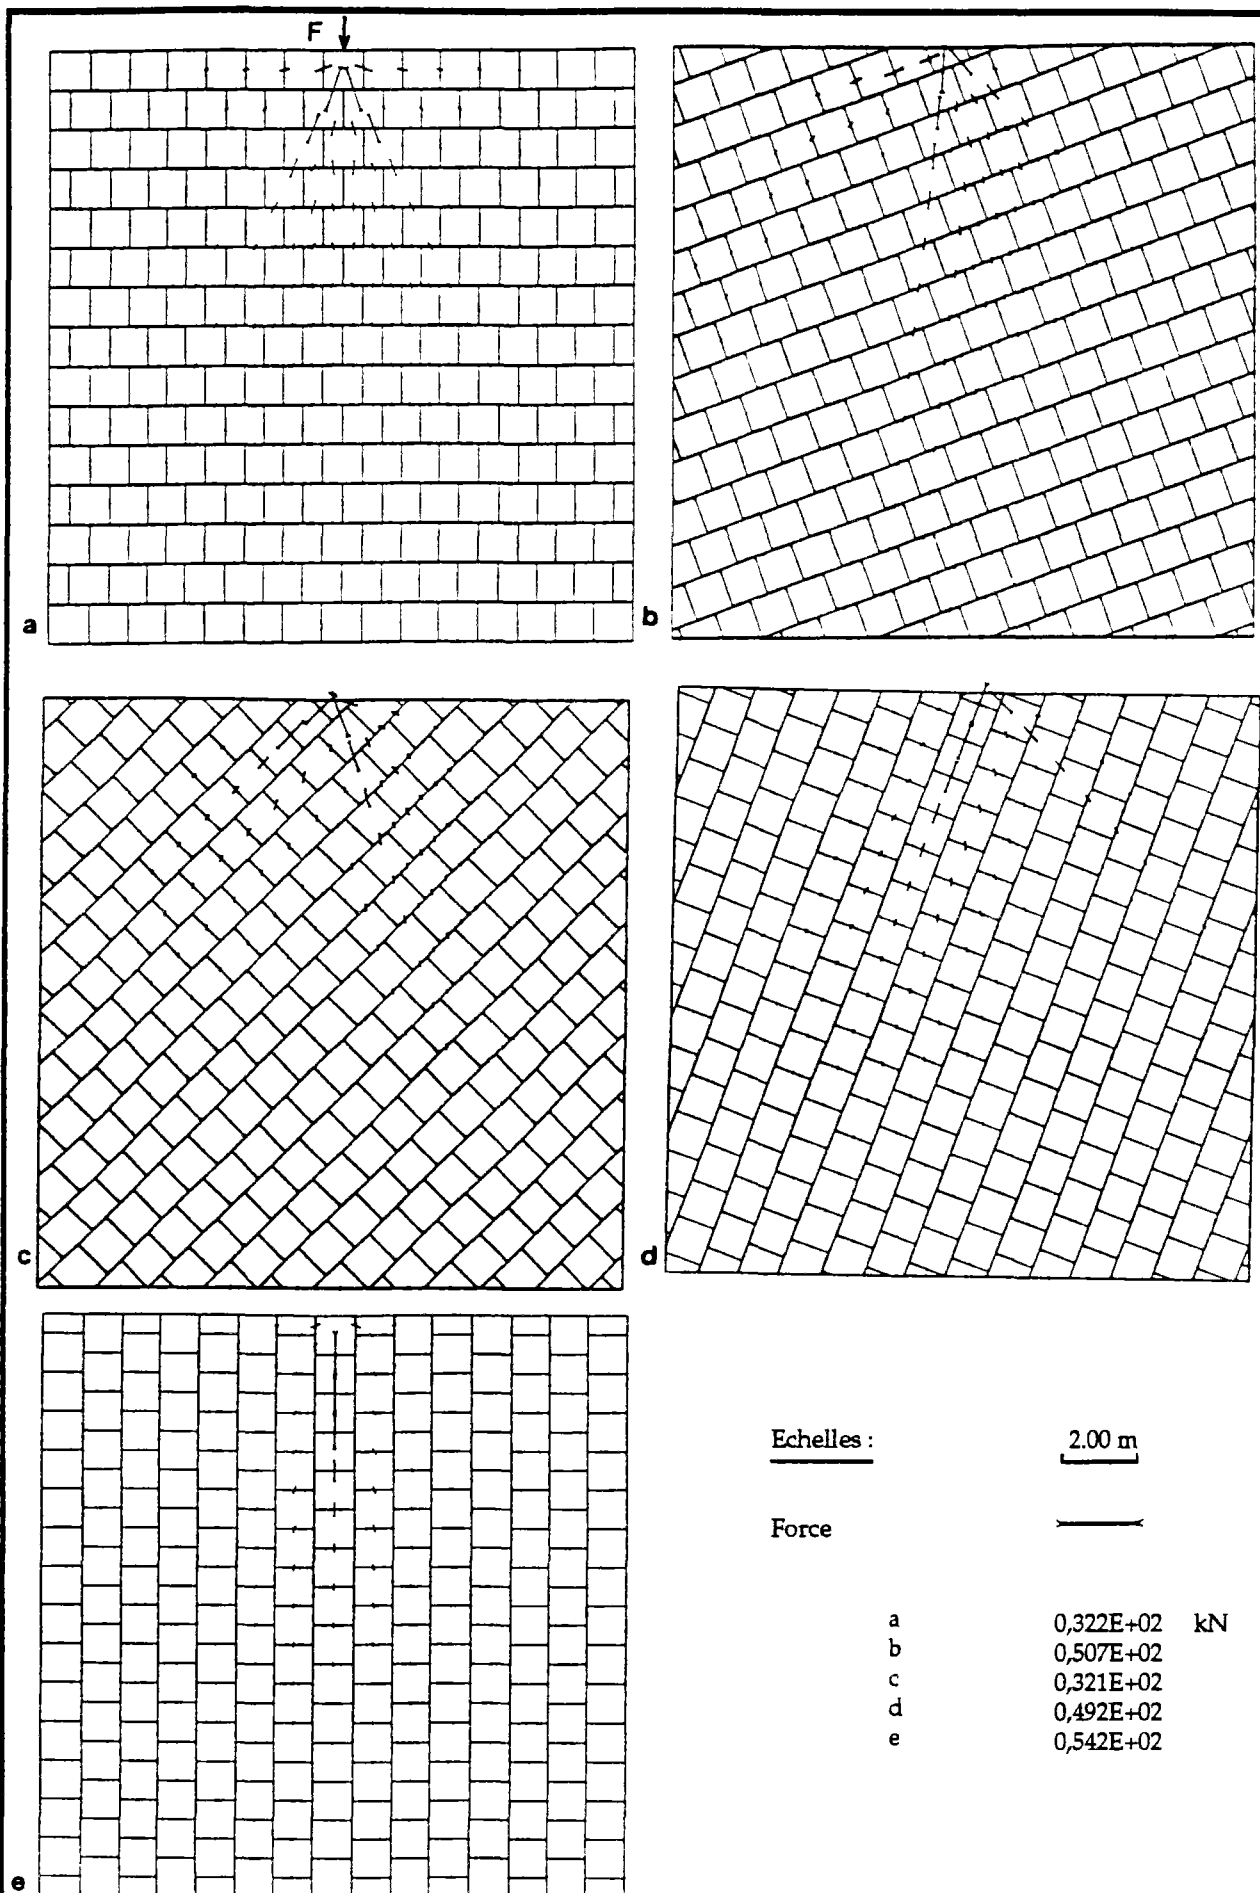 F
a
b
c
d
e
Echelles : 2.00 m
Force
a 0,322E+02 kN
b 0,507E+02
c 0,321E+02
d 0,492E+02
e 0,542E+02